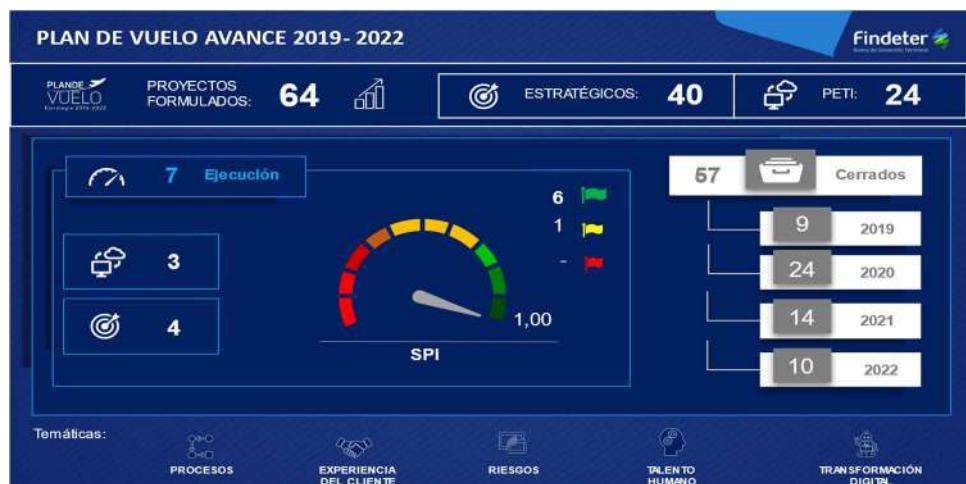 PLAN DE VUELO AVANCE 2019- 2022
Findeter
PLAN DE
VUELO
PROYECTOS
FORMULADOS:
64
ESTRATÉGICOS:
40
PETI:
24
7 Ejecución
3
4
6
1
-
1,00
SPI
57 Cerrados
9 2019
24 2020
14 2021
10 2022
Temáticas:
PROCESOS
EXPERIENCIA
DEL CLIENTE
RIESGOS
TALENTO
HUMANO
TRANSFORMACIÓN
DIGITAL